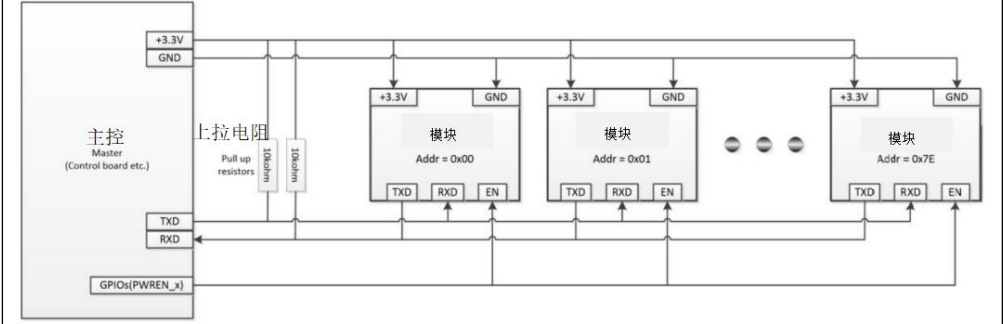 +3.3V
GND
主控
Master
(Control board etc.)
上拉电阻
Pull up
resistors
10kohm
10kohm
TXD
RXD
GPIOs(PWREN_x)
+3.3V
GND
模块
Addr = 0x00
TXD
RXD
EN
+3.3V
GND
模块
Addr = 0x01
TXD
RXD
EN
+3.3V
GND
模块
Addr = 0x7E
TXD
RXD
EN